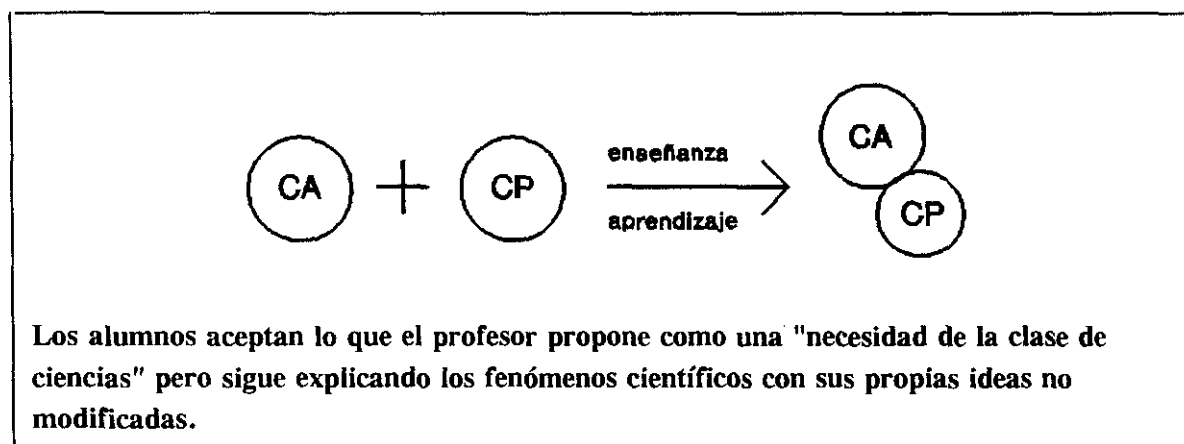 CA + CP
enseñanza
aprendizaje
CA
CP
Los alumnos aceptan lo que el profesor propone como una "necesidad de la clase de
ciencias" pero sigue explicando los fenómenos científicos con sus propias ideas no
modificadas.